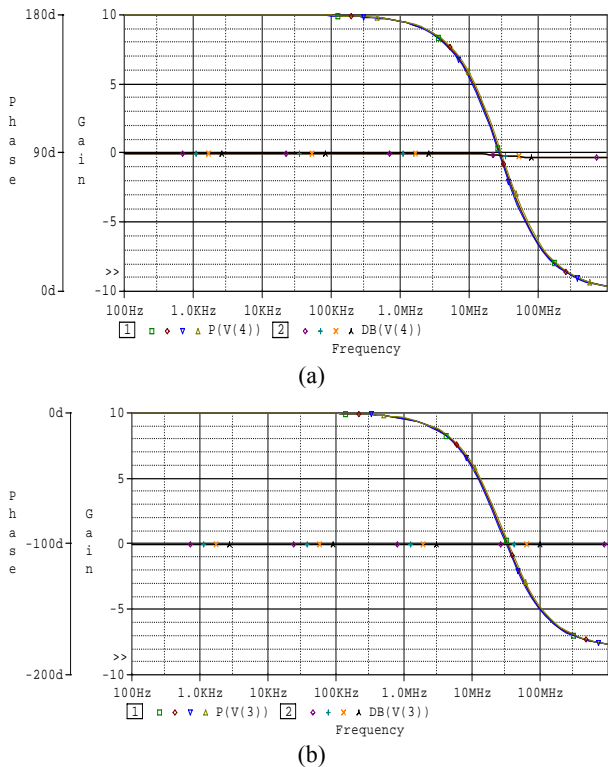 180d
10
5
P
h
a
s
e
G
a
i
n
90d
0
-5
>>
0d
-10
100Hz 1.0KHz 10KHz 100KHz 1.0MHz 10MHz 100MHz
1 P(V(4)) 2 DB(V(4))
Frequency
(a)
0d
10
5
P
h
a
s
e
G
a
i
n
-100d
0
-5
>>
-200d
-10
100Hz 1.0KHz 10KHz 100KHz 1.0MHz 10MHz 100MHz
1 P(V(3)) 2 DB(V(3))
Frequency
(b)